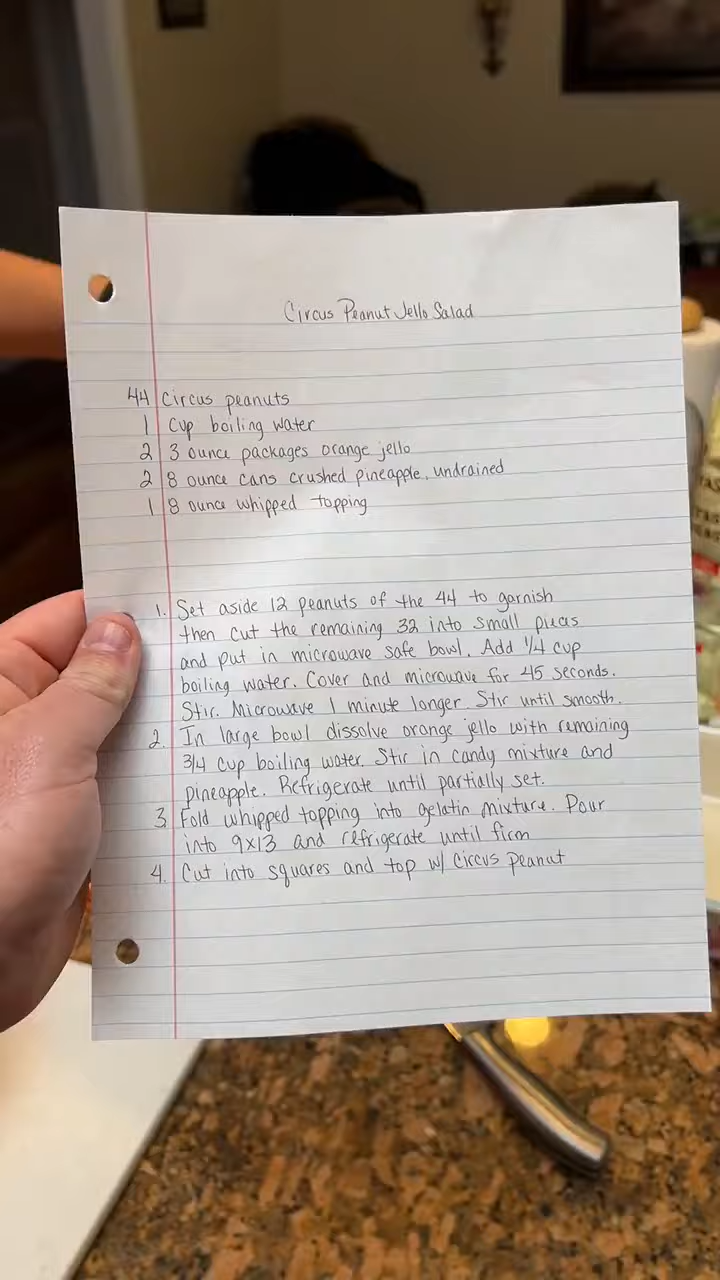 Circus Peanut Jello Salad
44 Circus peanuts
1 Cup boiling water
2 3 ounce packages orange jello
2 8 ounce cans crushed pineapple, undrained
1 8 ounce whipped topping
1. Set aside 12 peanuts of the 44 to garnish
then cut the remaining 32 into small pieces
and put in microwave safe bowl. Add 1/4 cup
boiling water. Cover and microwave for 45 seconds.
Stir. Microwave 1 minute longer. Stir until smooth.
2. In large bowl dissolve orange jello with remaining
3/4 cup boiling water. Stir in candy mixture and
pineapple. Refrigerate until partially set.
3. Fold whipped topping into gelatin mixture. Pour
into 9x13 and refrigerate until firm
4. Cut into squares and top w/ Circus peanut